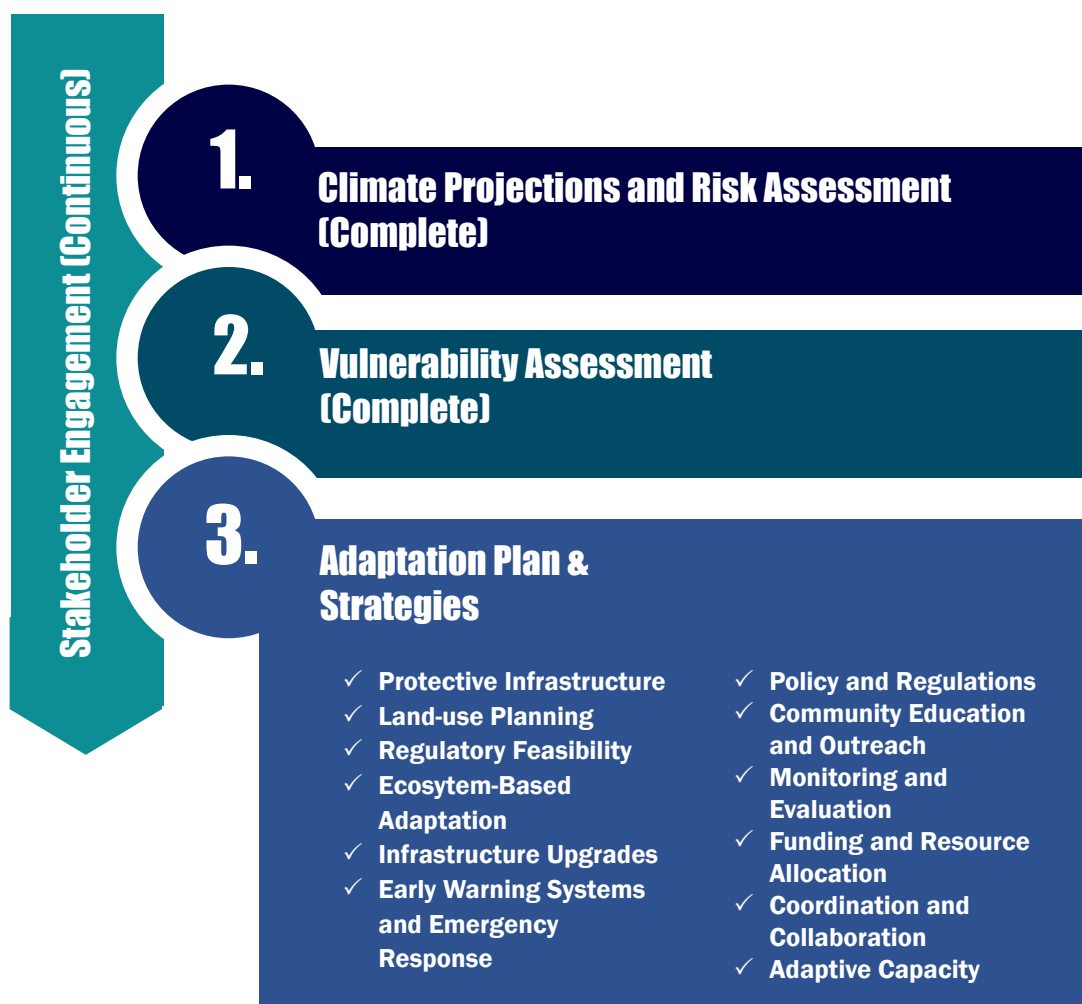 Stakeholder Engagement (Continuous)
1.
Climate Projections and Risk Assessment
(Complete)
2.
Vulnerability Assessment
(Complete)
3.
Adaptation Plan &
Strategies
✓ Protective Infrastructure
✓ Land-use Planning
✓ Regulatory Feasibility
✓ Ecosytem-Based
Adaptation
✓ Infrastructure Upgrades
✓ Early Warning Systems
and Emergency
Response
✓ Policy and Regulations
✓ Community Education
and Outreach
✓ Monitoring and
Evaluation
✓ Funding and Resource
Allocation
✓ Coordination and
Collaboration
✓ Adaptive Capacity